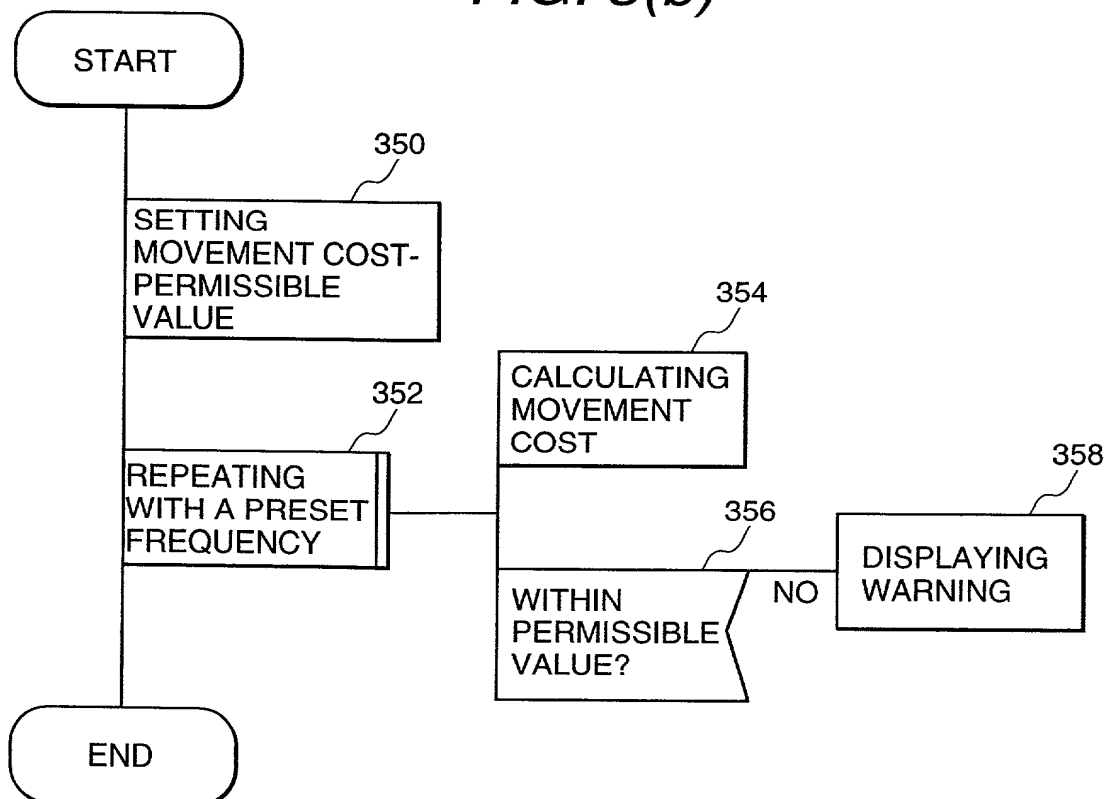 START
350
SETTING
MOVEMENT COST-
PERMISSIBLE
VALUE
354
CALCULATING
MOVEMENT
COST
352
REPEATING
WITH A PRESET
FREQUENCY
358
356
DISPLAYING
WARNING
NO
WITHIN
PERMISSIBLE
VALUE?
END